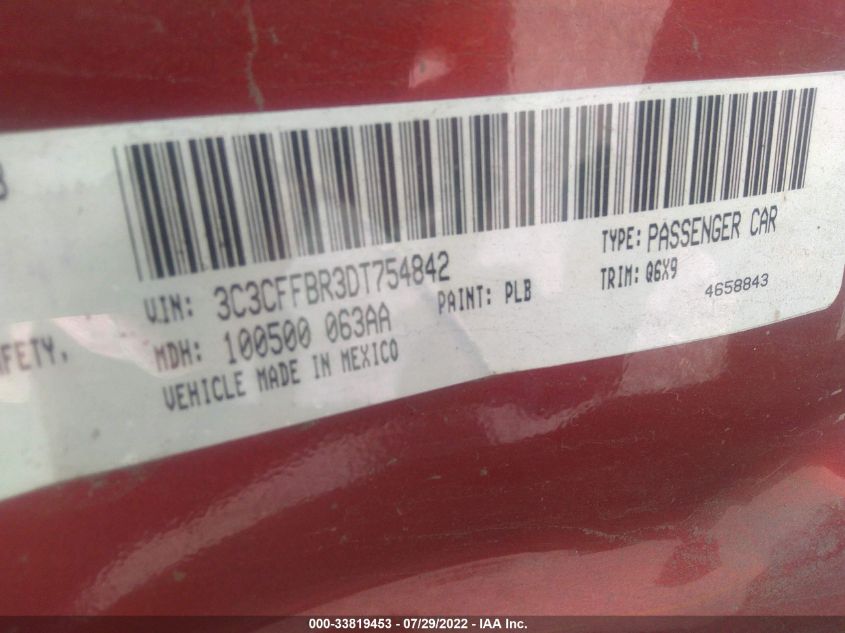 VIN: 3C3CFFBR3DT754842
PAINT: PLB
TYPE: PASSENGER CAR
TRIM: Q6X9
4658843
MDH: 100500 063AA
VEHICLE MADE IN MEXICO
AFETY.
000-33819453 - 07/29/2022 - IAA Inc.